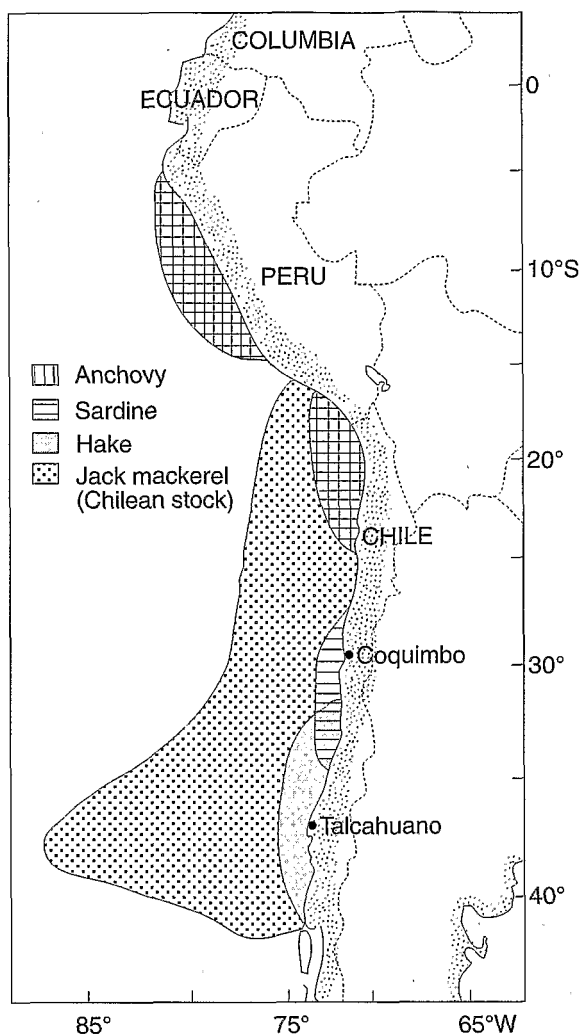 COLUMBIA
0
ECUADOR
10°S
PERU
Anchovy
Sardine
Hake
Jack mackerel
(Chilean stock)
20°
CHILE
Coquimbo
30°
Talcahuano
40°
85°
75°
65°W